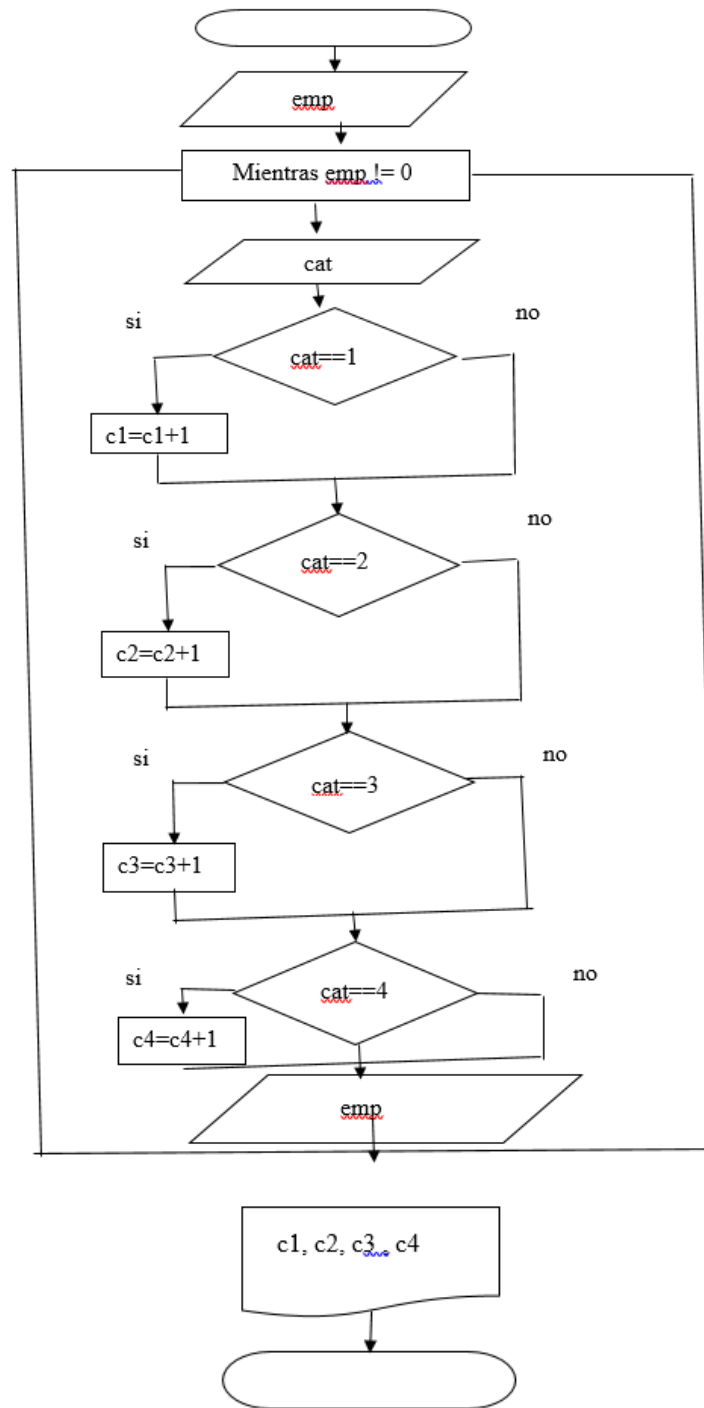 emp
Mientras emp != 0
cat
si
no
cat==1
c1=c1+1
si
no
cat==2
c2=c2+1
si
no
cat==3
c3=c3+1
si
no
cat==4
c4=c4+1
emp
c1, c2, c3 , c4